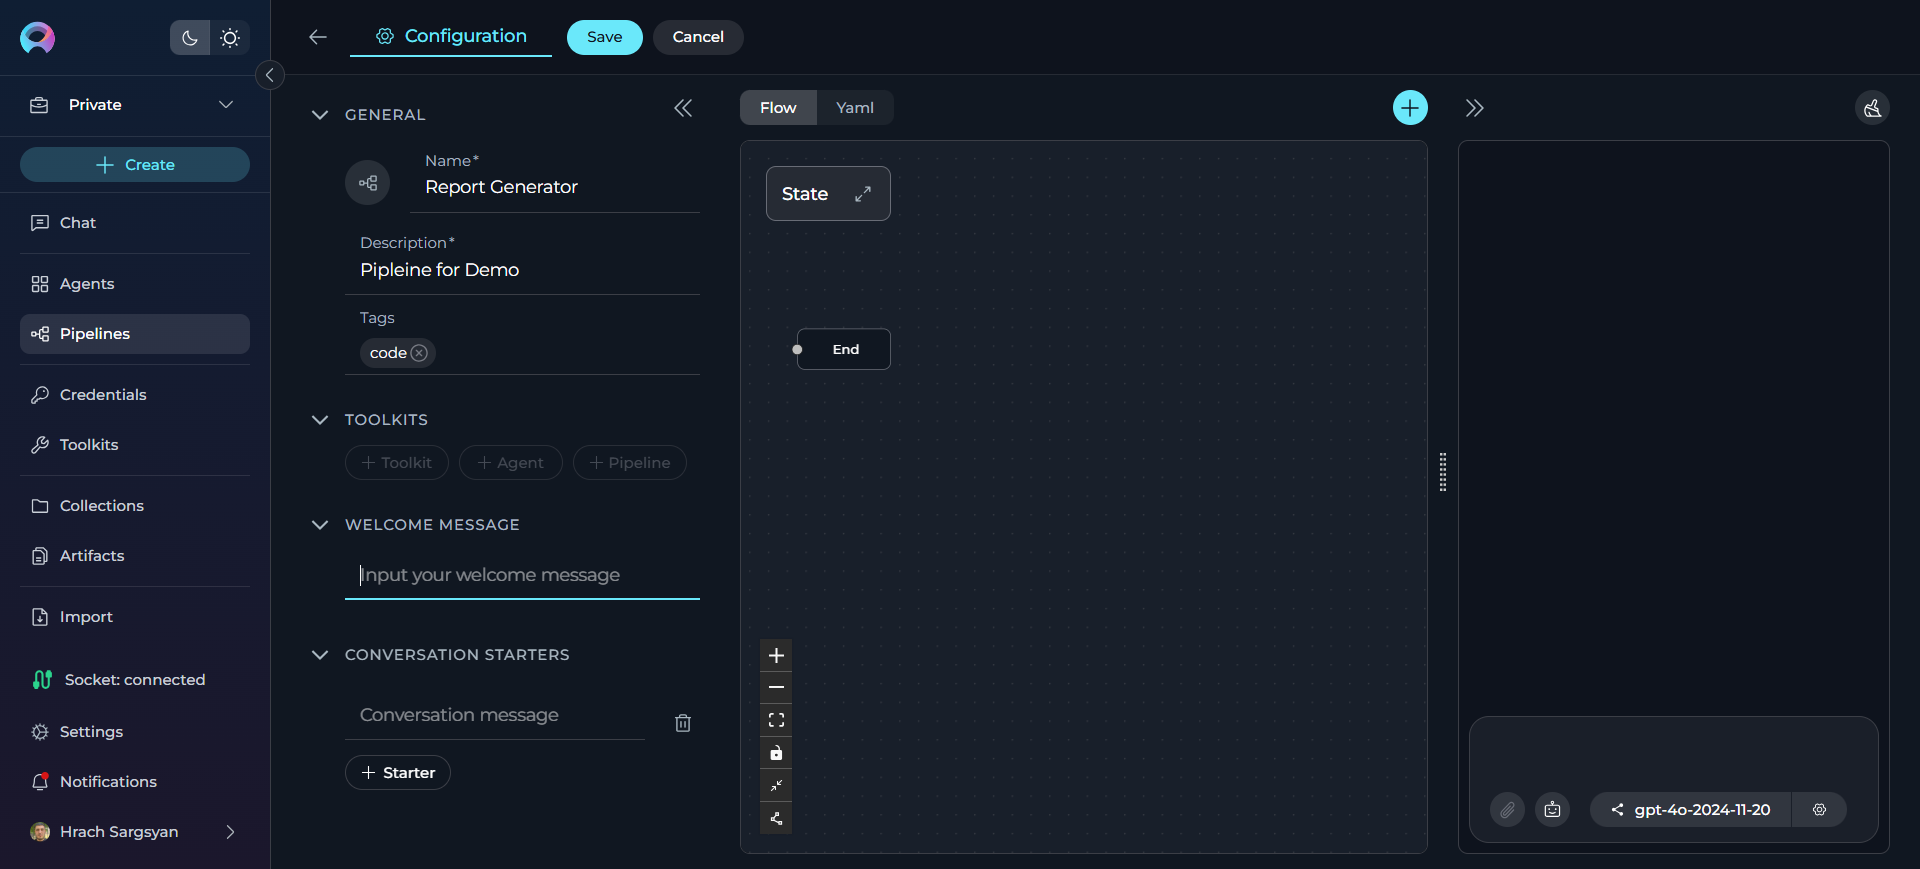 Private
Create
Chat
Agents
Pipelines
Credentials
Toolkits
Collections
Artifacts
Import
Socket: connected
Settings
Notifications
Hrach Sargsyan
Configuration
Save
Cancel
GENERAL
Name*
Report Generator
Description*
Pipleine for Demo
Tags
code
TOOLKITS
Toolkit
Agent
Pipeline
WELCOME MESSAGE
Input your welcome message
CONVERSATION STARTERS
Conversation message
Starter
Flow
Yaml
State
End
gpt-4o-2024-11-20